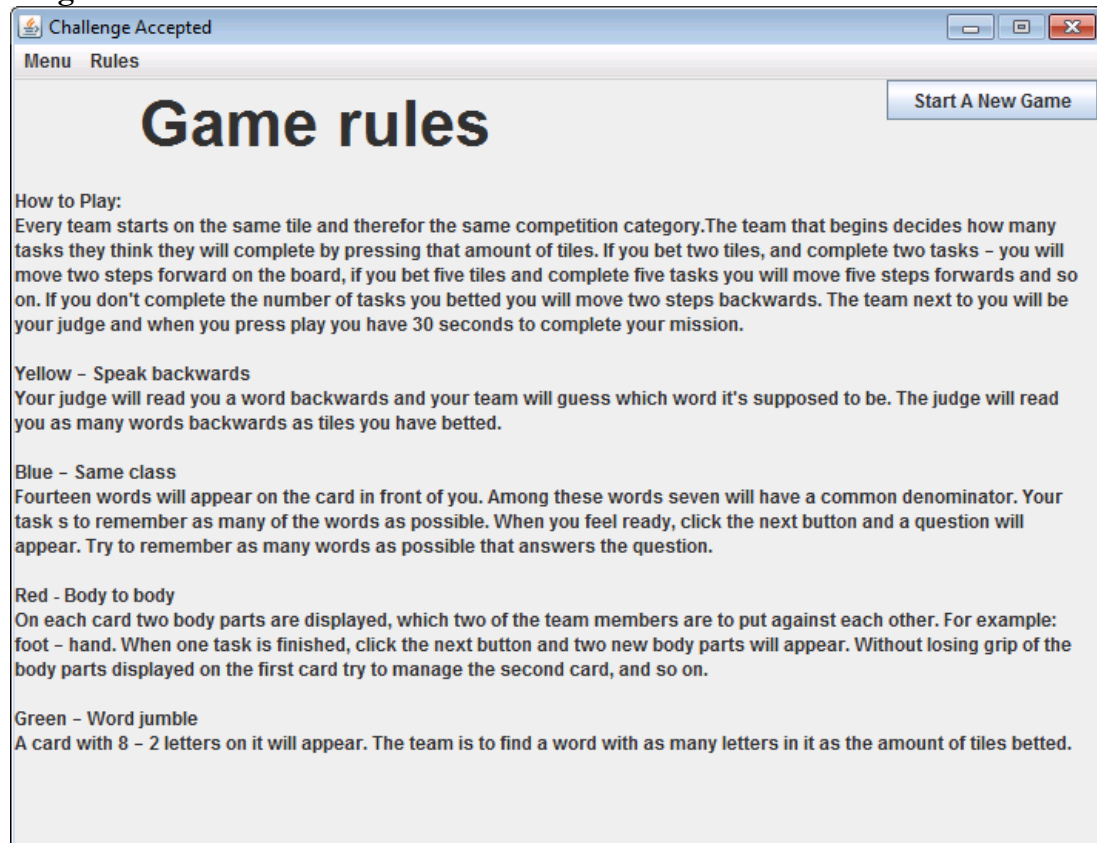 Challenge Accepted
Menu Rules
Start A New Game
Game rules
How to Play:
Every team starts on the same tile and therefor the same competition category.The team that begins decides how many
tasks they think they will complete by pressing that amount of tiles. If you bet two tiles, and complete two tasks – you will
move two steps forward on the board, if you bet five tiles and complete five tasks you will move five steps forwards and so
on. If you don't complete the number of tasks you betted you will move two steps backwards. The team next to you will be
your judge and when you press play you have 30 seconds to complete your mission.
Yellow – Speak backwards
Your judge will read you a word backwards and your team will guess which word it's supposed to be. The judge will read
you as many words backwards as tiles you have betted.
Blue – Same class
Fourteen words will appear on the card in front of you. Among these words seven will have a common denominator. Your
task s to remember as many of the words as possible. When you feel ready, click the next button and a question will
appear. Try to remember as many words as possible that answers the question.
Red - Body to body
On each card two body parts are displayed, which two of the team members are to put against each other. For example:
foot – hand. When one task is finished, click the next button and two new body parts will appear. Without losing grip of the
body parts displayed on the first card try to manage the second card, and so on.
Green – Word jumble
A card with 8 – 2 letters on it will appear. The team is to find a word with as many letters in it as the amount of tiles betted.